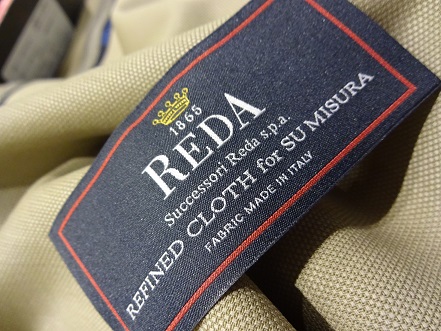 1865
REDA
Successori Reda s.p.a.
REFINED CLOTH for SU MISURA
FABRIC MADE IN ITALY